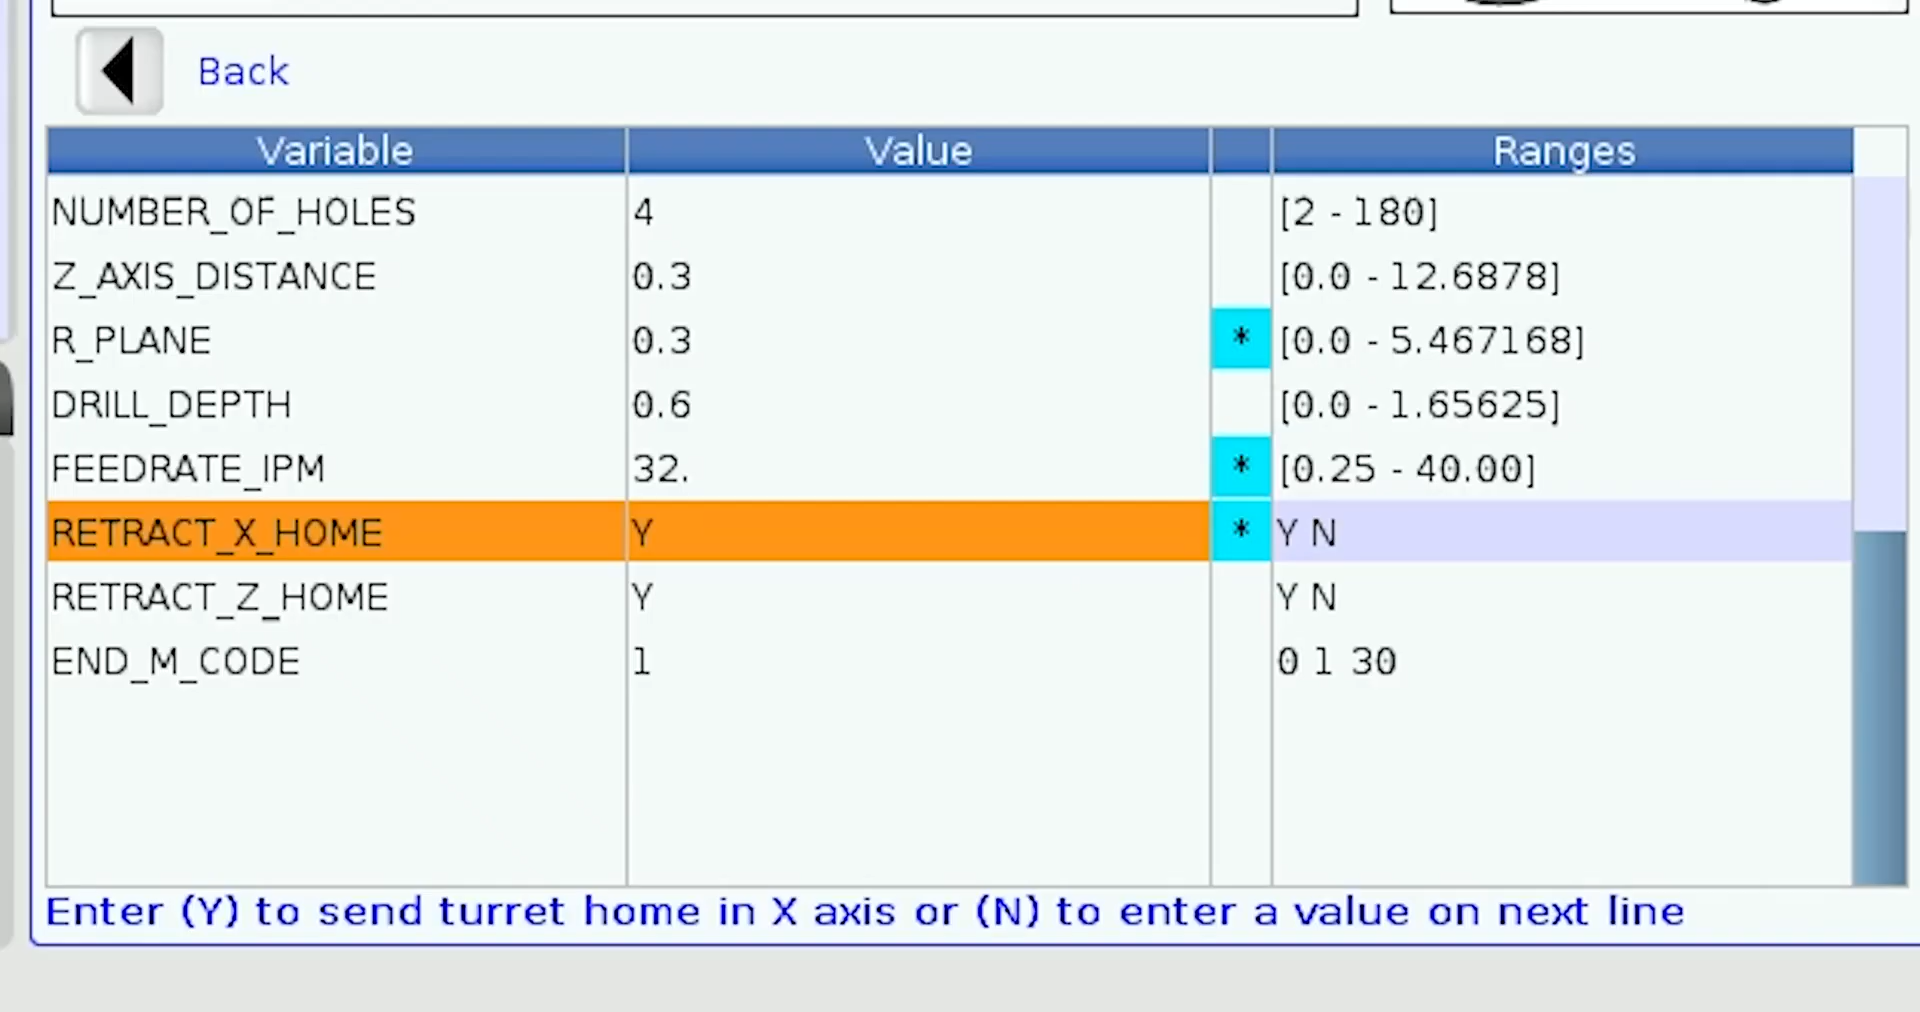 Back
Variable Value Ranges
NUMBER_OF_HOLES 4 [2 - 180]
Z_AXIS_DISTANCE 0.3 [0.0 - 12.6878]
R_PLANE 0.3 * [0.0 - 5.467168]
DRILL_DEPTH 0.6 [0.0 - 1.65625]
FEEDRATE_IPM 32. * [0.25 - 40.00]
RETRACT_X_HOME Y * Y N
RETRACT_Z_HOME Y Y N
END_M_CODE 1 0 1 30
Enter (Y) to send turret home in X axis or (N) to enter a value on next line